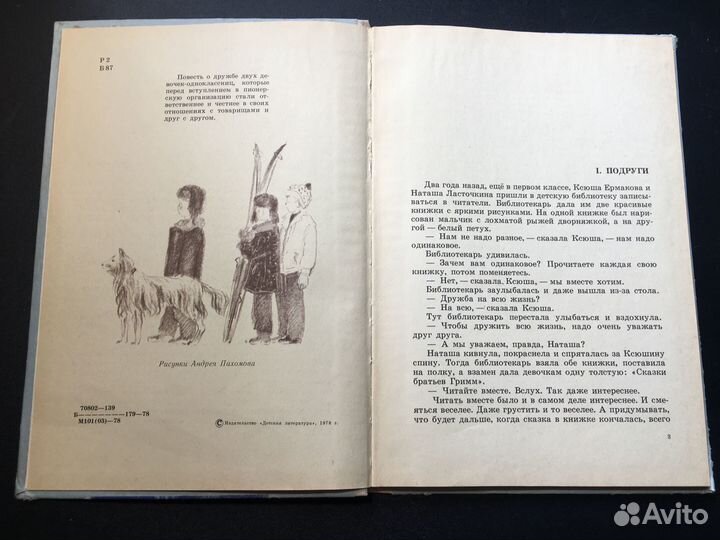 Р 2
Б 87
Повесть о дружбе двух де-
вочек-одноклассниц, которые
перед вступлением в пионер-
скую организацию стали от-
ветственнее и честнее в своих
отношениях с товарищами и
друг с другом.
Рисунки Андрея Пахомова
70802—139
Б— 179—78
М101(03)—78
© Издательство «Детская литература», 1978 г.
I. ПОДРУГИ
Два года назад, ещё в первом классе, Ксюша Ермакова и
Наташа Ласточкина пришли в детскую библиотеку записы-
ваться в читатели. Библиотекарь дала им две красивые
книжки с яркими рисунками. На одной книжке был нари-
сован мальчик с лохматой рыжей дворняжкой, а на дру-
гой — белый петух.
— Нам не надо разное, — сказала Ксюша, — нам надо
одинаковое.
Библиотекарь удивилась.
— Зачем вам одинаковое? Прочитаете каждая свою
книжку, потом поменяетесь.
— Нет, — сказала Ксюша, — мы вместе хотим.
Библиотекарь заулыбалась и даже вышла из-за стола.
— Дружба на всю жизнь?
— На всю, — сказала Ксюша.
Тут библиотекарь перестала улыбаться и вздохнула.
— Чтобы дружить всю жизнь, надо очень уважать
друг друга.
— А мы уважаем, правда, Наташа?
Наташа кивнула, покраснела и спряталась за Ксюшину
спину. Тогда библиотекарь взяла обе книжки, поставила
на полку, а взамен дала девочкам одну толстую: «Сказки
братьев Гримм».
— Читайте вместе. Вслух. Так даже интереснее.
Читать вместе было и в самом деле интереснее. И сме-
яться веселее. Даже грустить и то веселее. А придумывать,
что будет дальше, когда сказка в книжке кончалась, всего
3
Avito